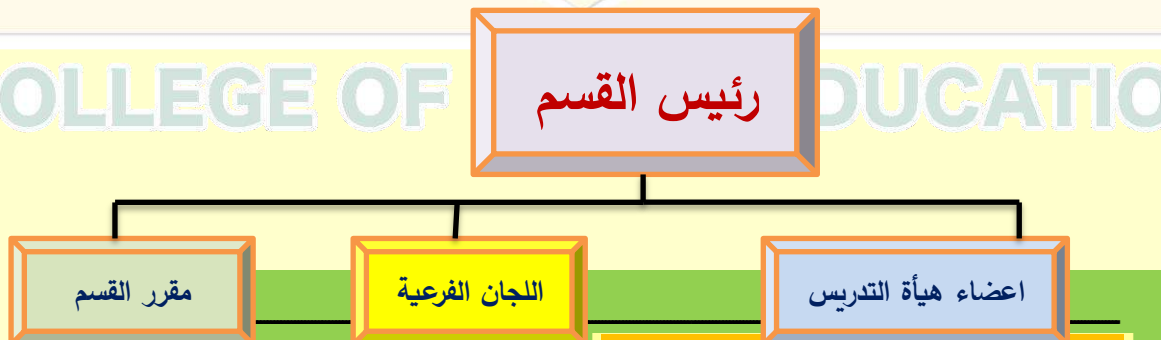 OLLEGE OF DUCATIO
رئيس القسم
اعضاء هيأة التدريس
اللجان الفرعية
مقرر القسم